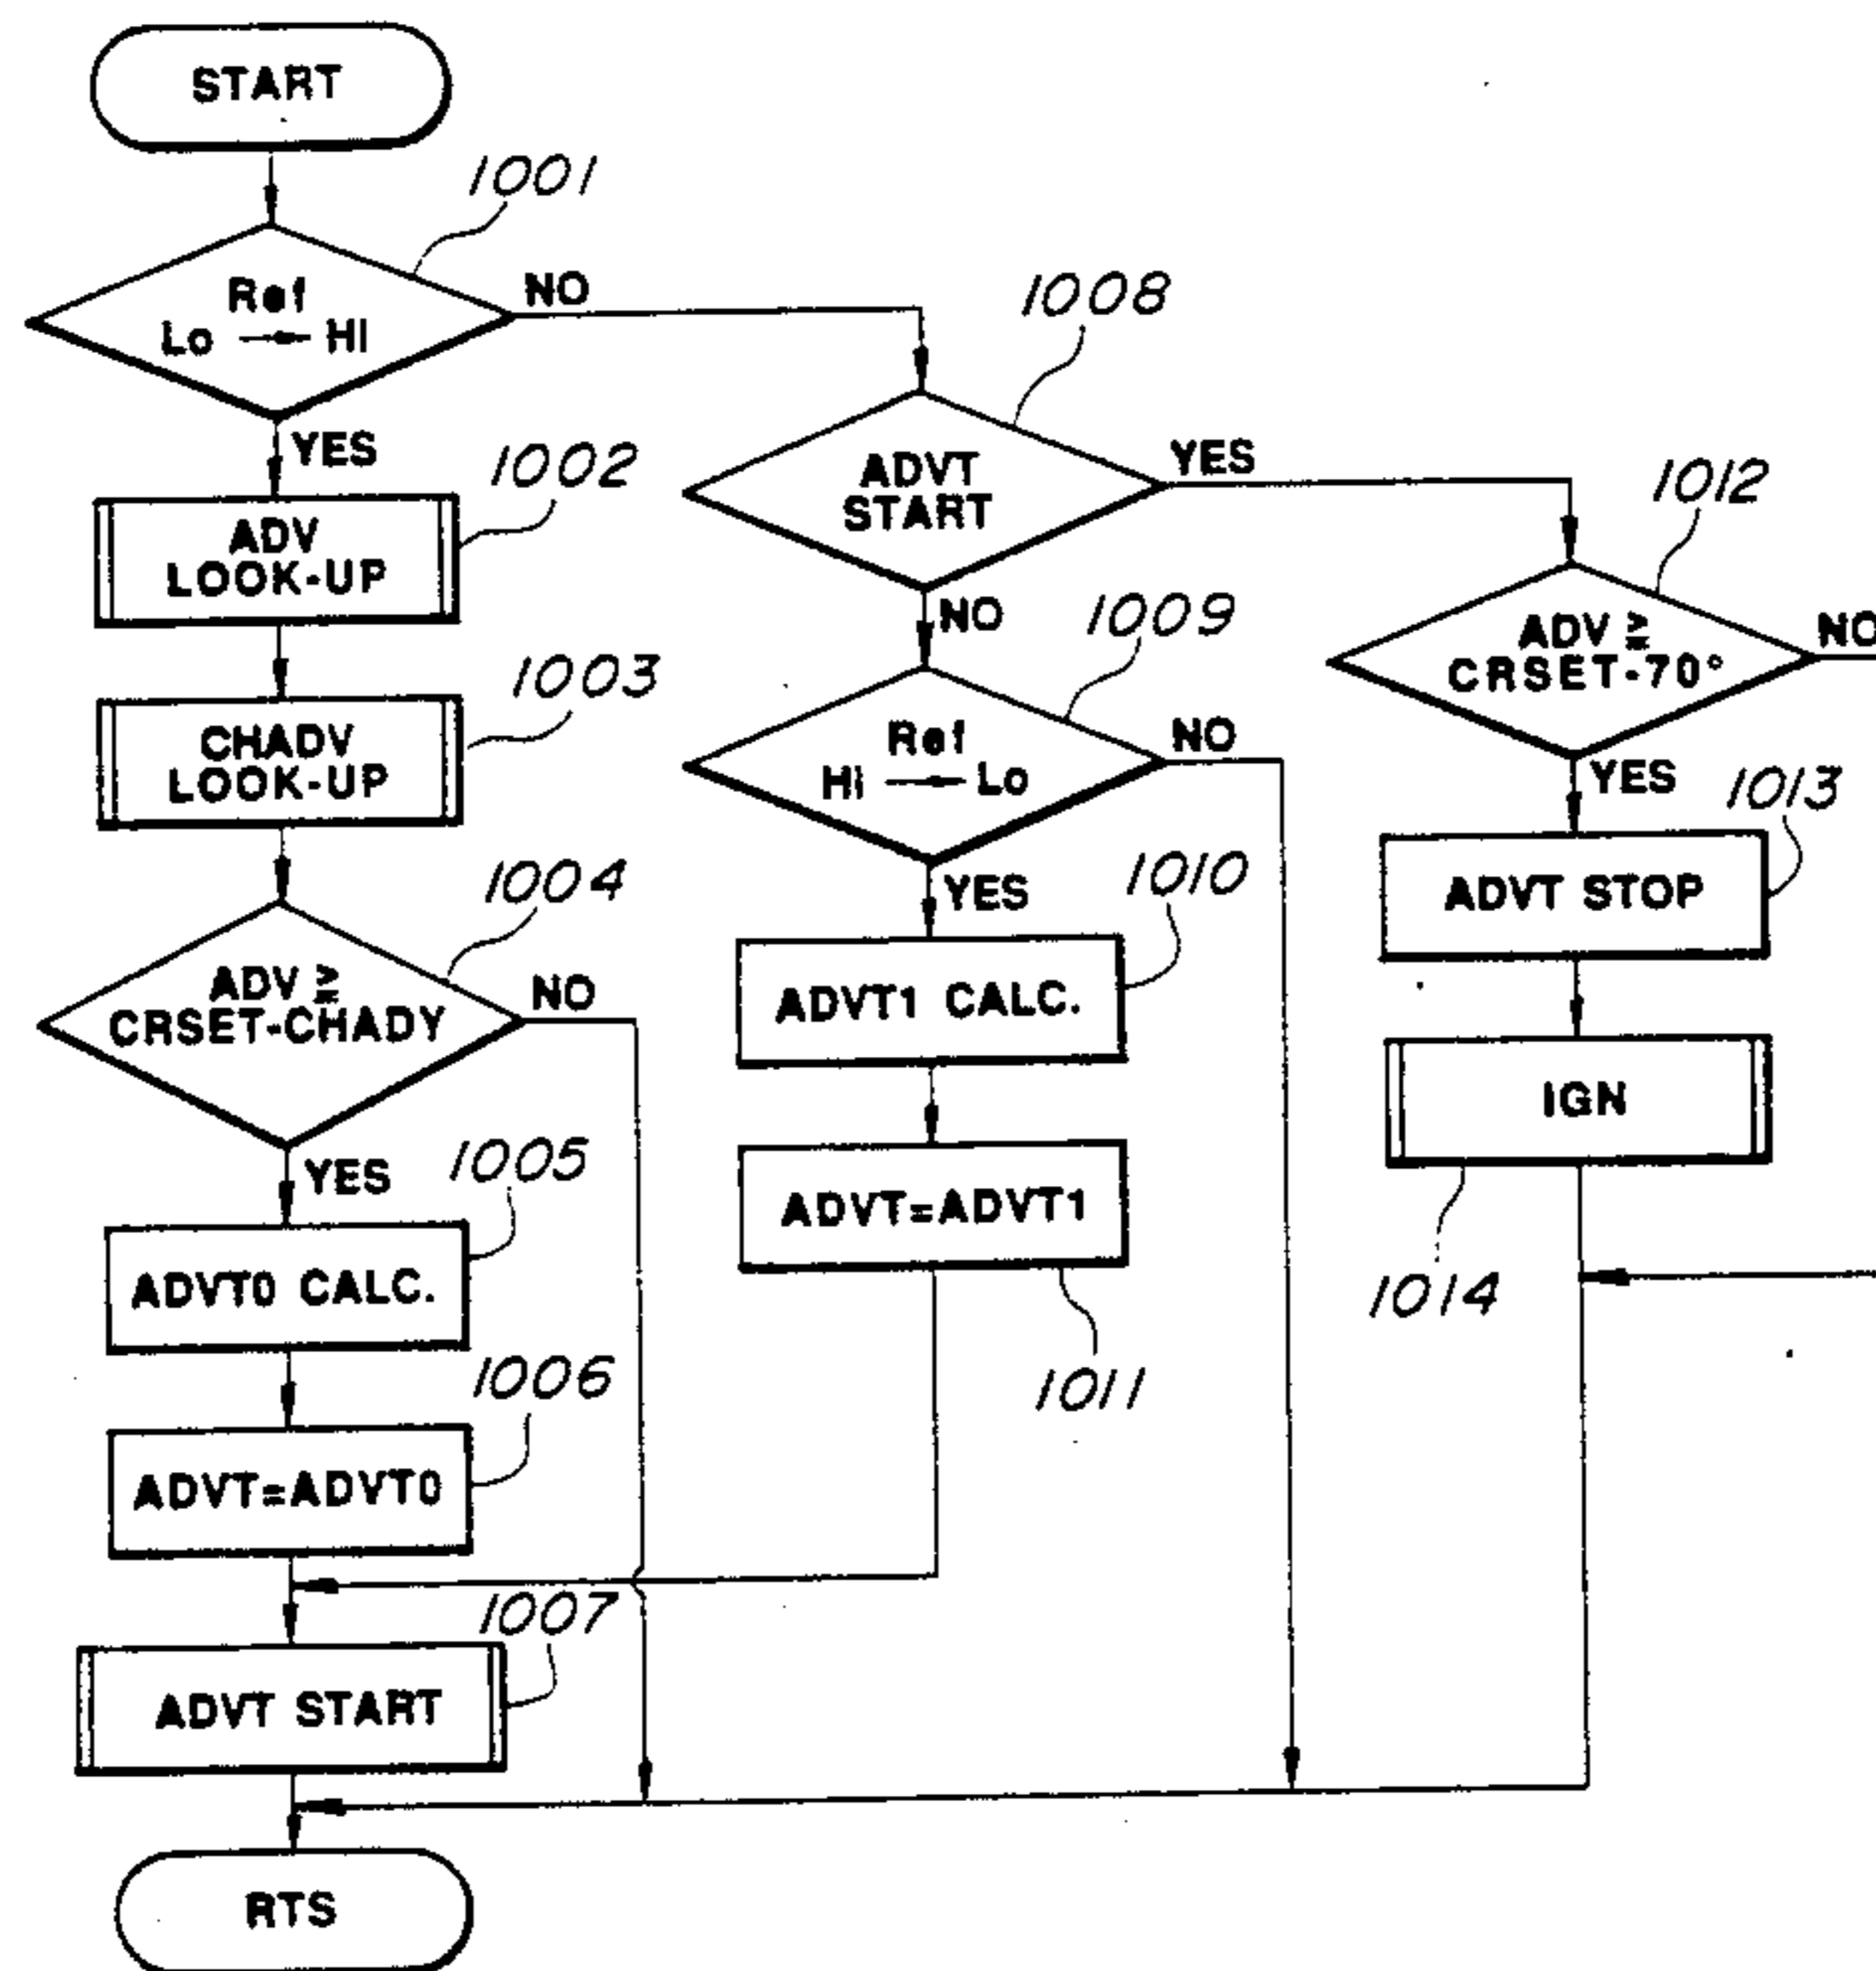 START
1001
Ref
Lo → HI
NO
YES
1002
ADV
LOOK-UP
1003
CHADV
LOOK-UP
1004
ADV ≧
CRSET-CHADY
NO
YES
1005
ADVT0 CALC.
1006
ADVT=ADVT0
1007
ADVT START
RTS
1008
ADVT
START
YES
NO
1009
Ref
HI → Lo
NO
YES
1010
ADVT1 CALC.
ADVT=ADVT1
1011
1012
ADV ≧
CRSET-70°
NO
YES
1013
ADVT STOP
IGN
1014